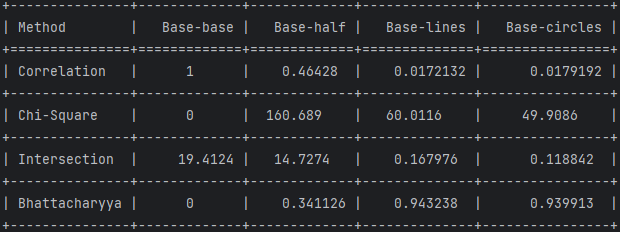 +---------------+-------------+-------------+--------------+----------------+
| Method        |   Base-base |   Base-half |   Base-lines |   Base-circles |
+===============+=============+=============+==============+================+
| Correlation   |      1      |    0.46428  |    0.0172132 |      0.0179192 |
+---------------+-------------+-------------+--------------+----------------+
| Chi-Square    |      0      |  160.689    |   60.0116    |     49.9086    |
+---------------+-------------+-------------+--------------+----------------+
| Intersection  |     19.4124 |   14.7274   |    0.167976  |      0.118842  |
+---------------+-------------+-------------+--------------+----------------+
| Bhattacharyya |      0      |    0.341126 |    0.943238  |      0.939913  |
+---------------+-------------+-------------+--------------+----------------+